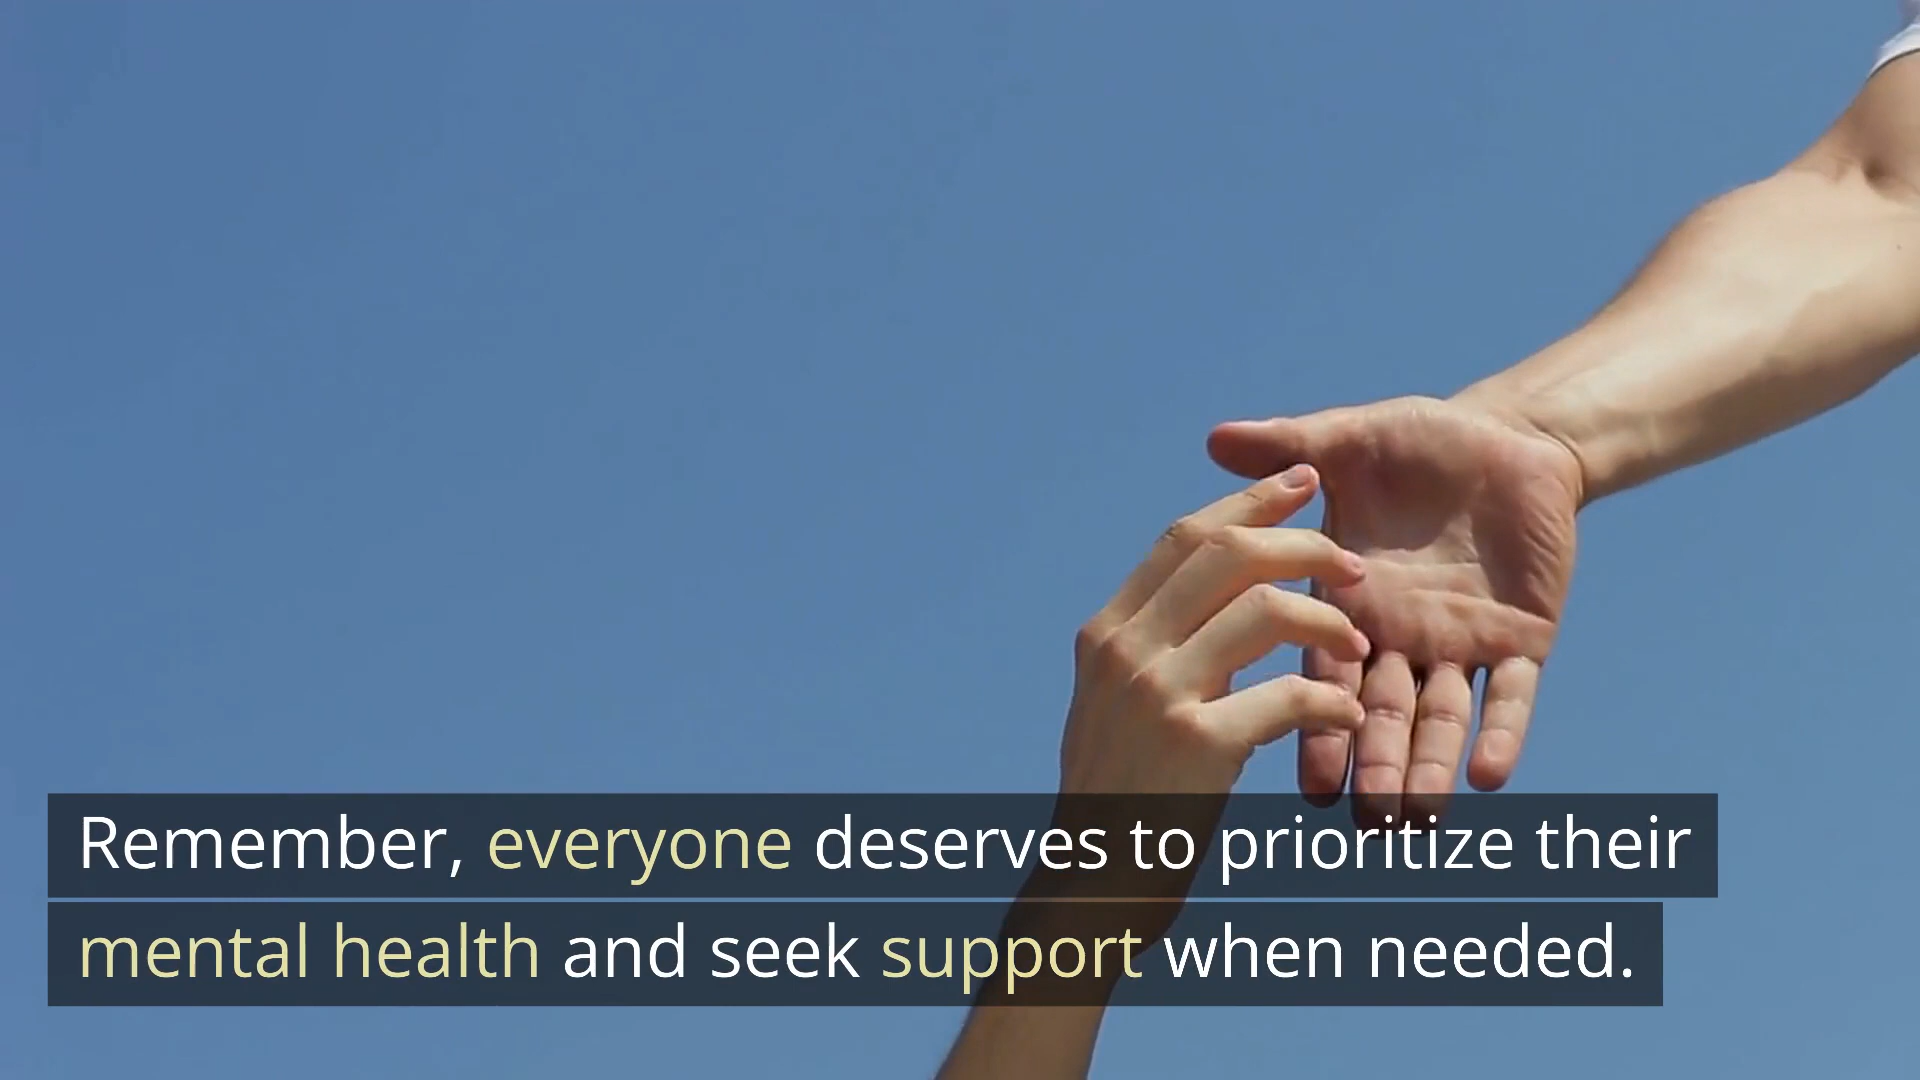 Remember, everyone deserves to prioritize their
mental health and seek support when needed.